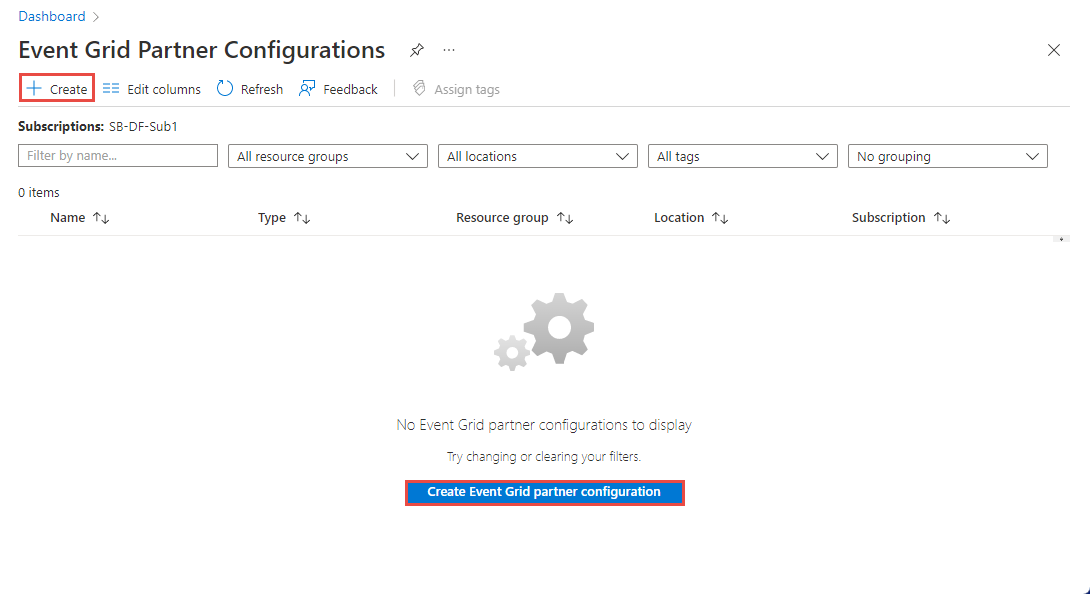 Dashboard
Event Grid Partner Configurations
Create Edit columns Refresh Feedback Assign tags
Subscriptions: SB-DF-Sub1
Filter by name... All resource groups All locations All tags No grouping
0 items
Name Type Resource group Location Subscription
No Event Grid partner configurations to display
Try changing or clearing your filters.
Create Event Grid partner configuration